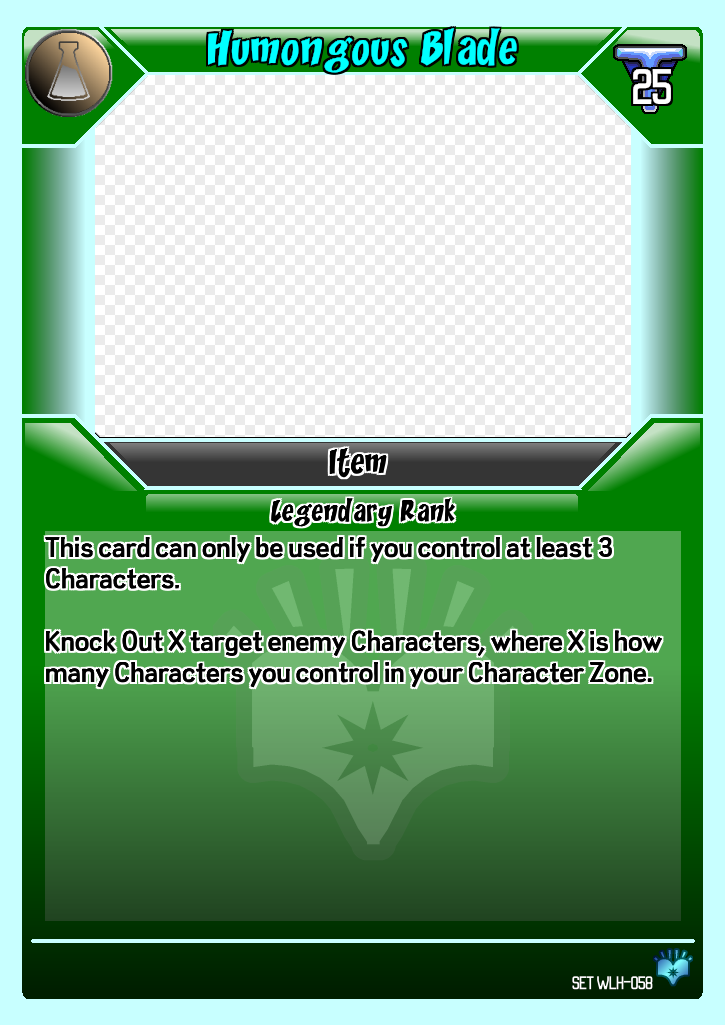 Humongous Blade
25
Item
Legendary Rank
This card can only be used if you control at least 3
Characters.
Knock Out X target enemy Characters, where X is how
many Characters you control in your Character Zone.
SET WLH-058